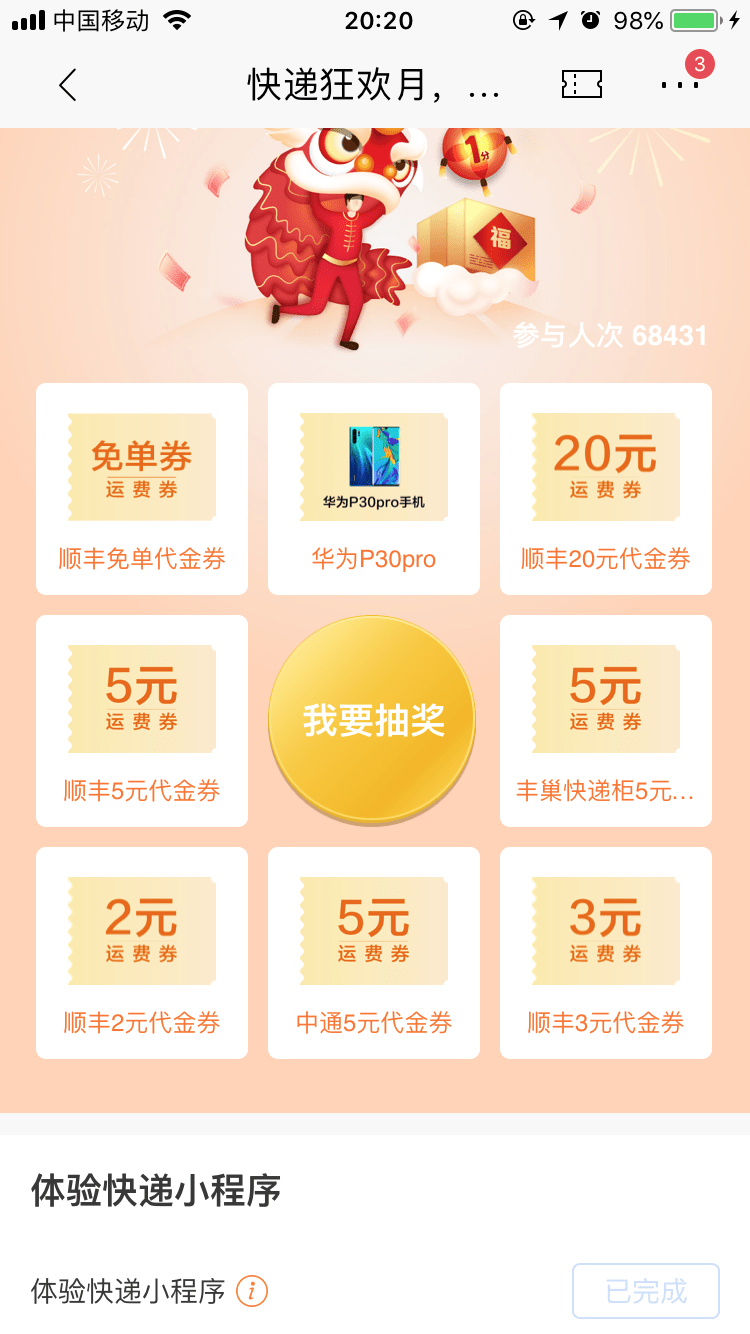 中国移动
20:20
98%
快递狂欢月，...
3
1分
福
参与人次 68431
免单券
运费券
顺丰免单代金券
华为P30pro手机
华为P30pro
20元
运费券
顺丰20元代金券
5元
运费券
顺丰5元代金券
我要抽奖
5元
运费券
丰巢快递柜5元...
2元
运费券
顺丰2元代金券
5元
运费券
中通5元代金券
3元
运费券
顺丰3元代金券
体验快递小程序
体验快递小程序
已完成